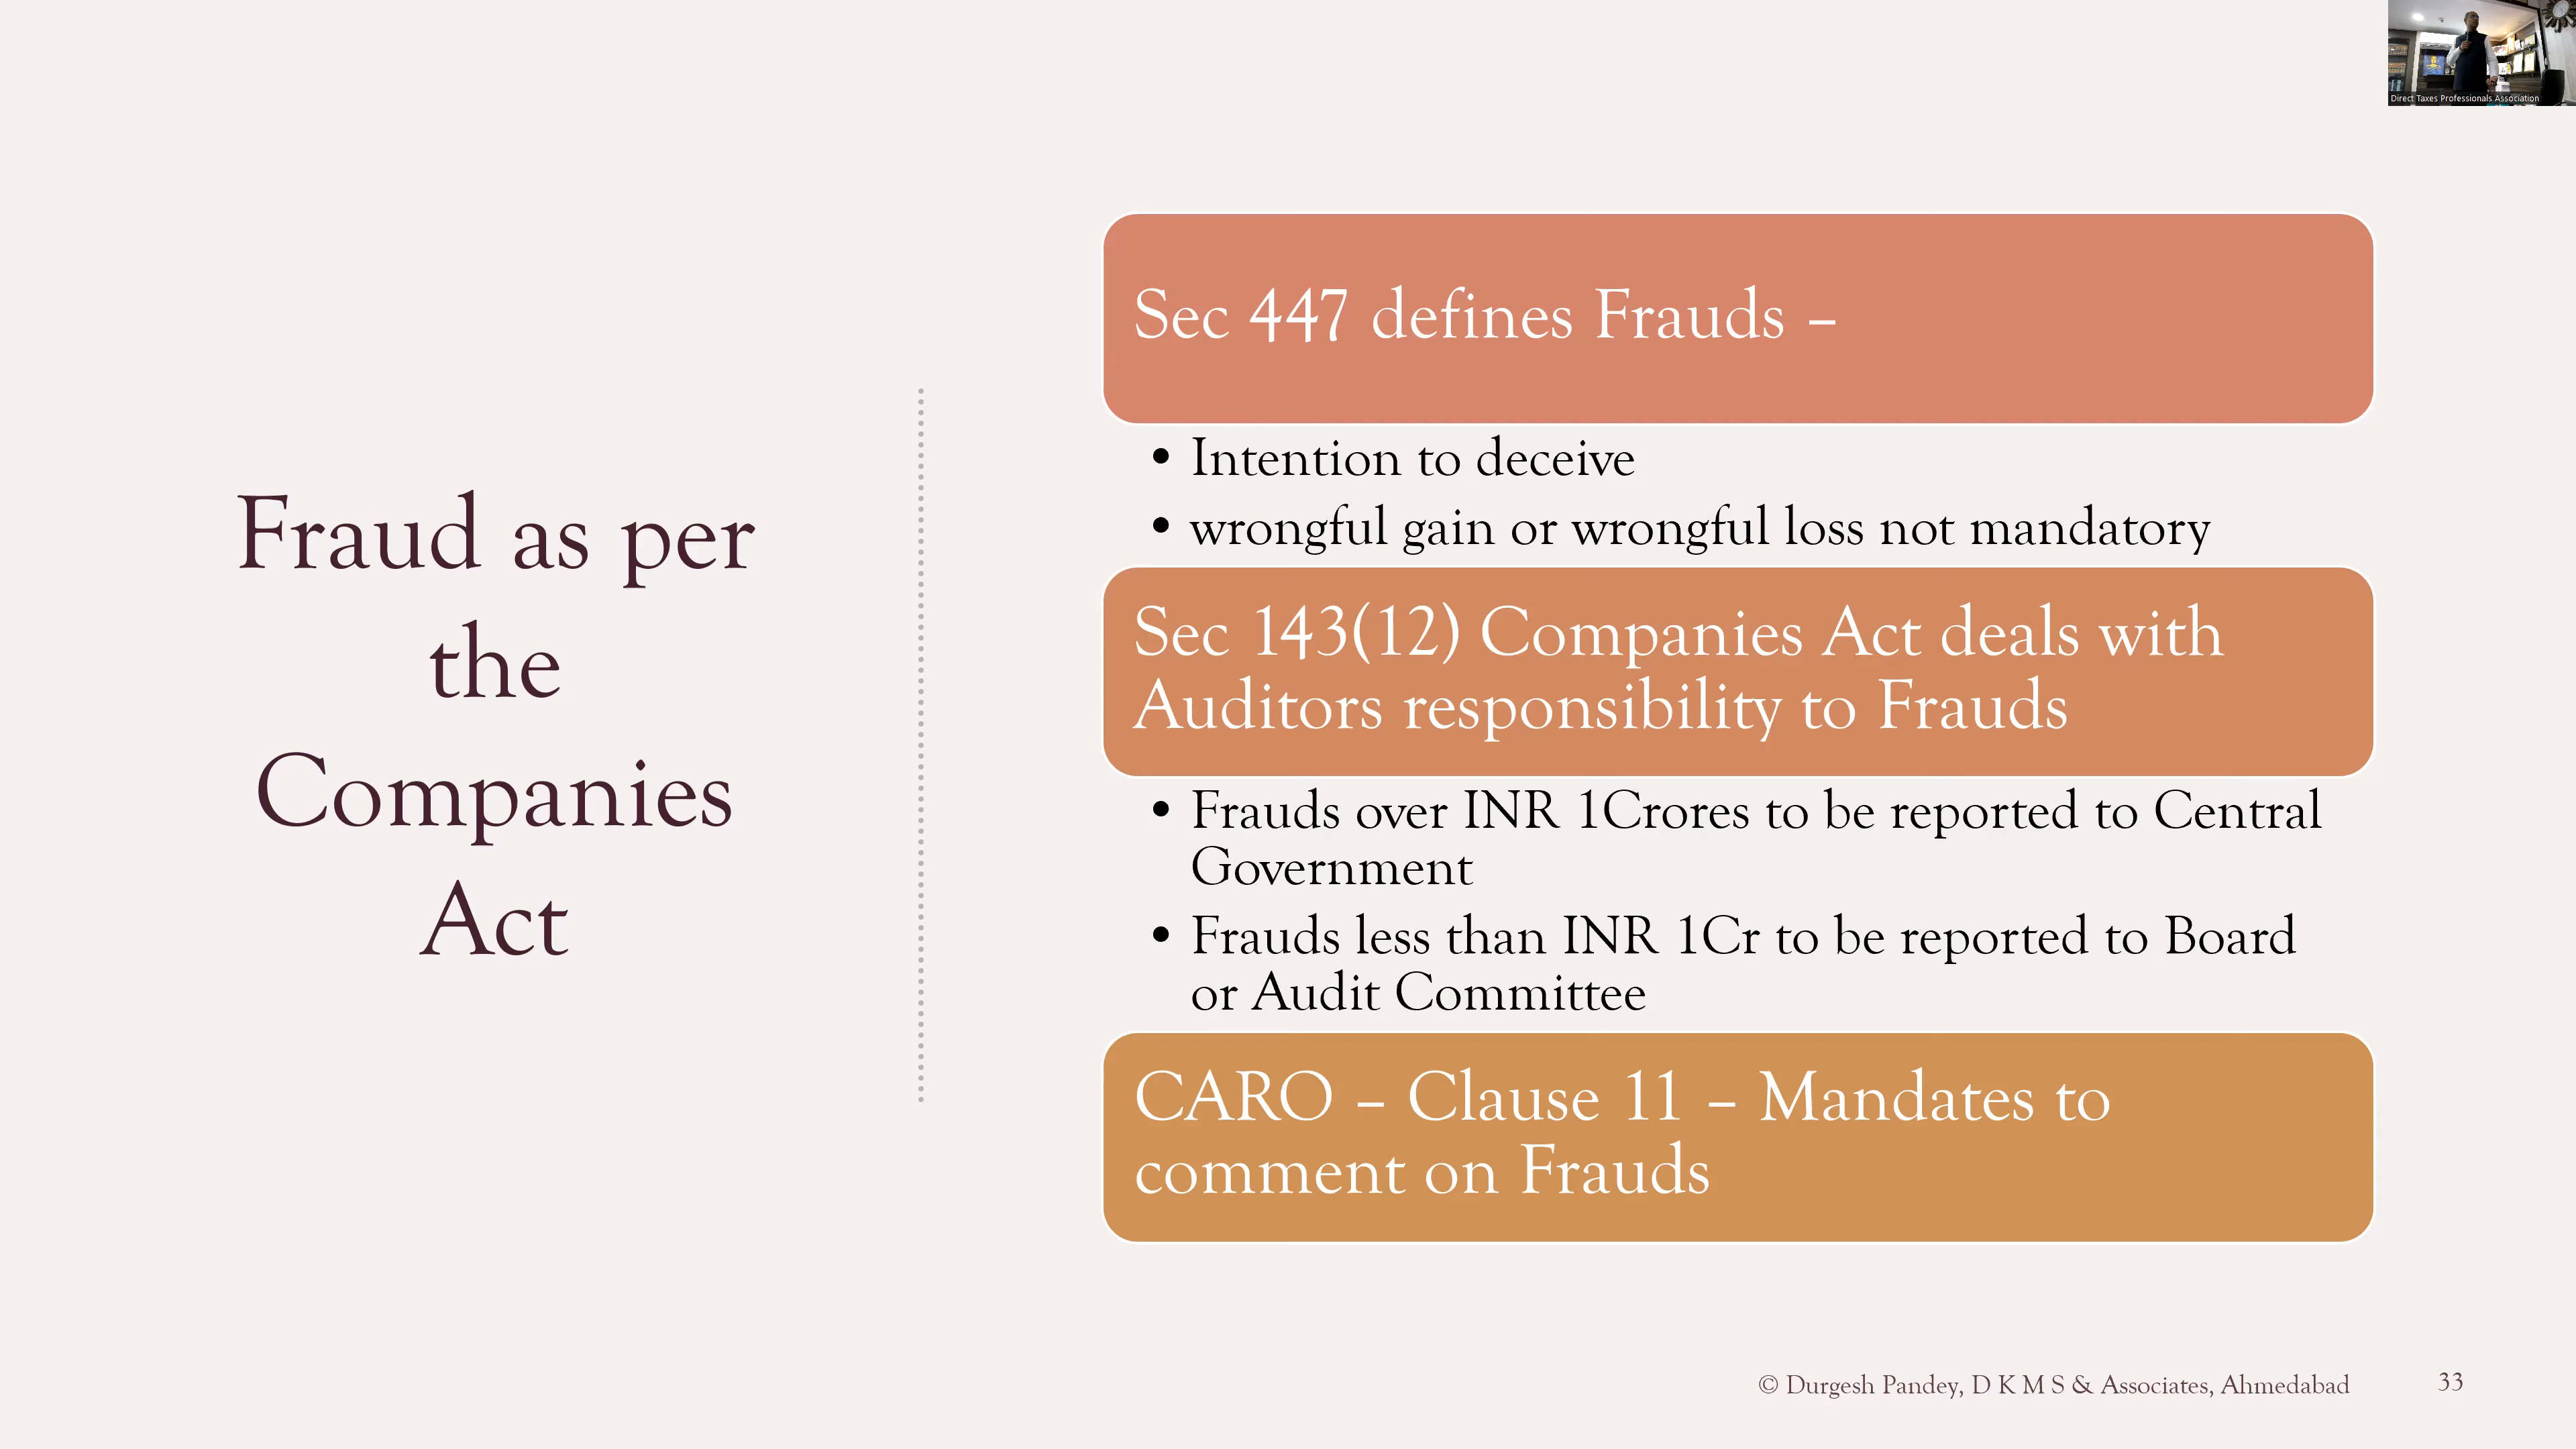 Direct Taxes Professionals Association
Fraud as per
the
Companies
Act
Sec 447 defines Frauds –
• Intention to deceive
• wrongful gain or wrongful loss not mandatory
Sec 143(12) Companies Act deals with
Auditors responsibility to Frauds
• Frauds over INR 1Crores to be reported to Central
Government
• Frauds less than INR 1Cr to be reported to Board
or Audit Committee
CARO – Clause 11 – Mandates to
comment on Frauds
© Durgesh Pandey, D K M S & Associates, Ahmedabad
33